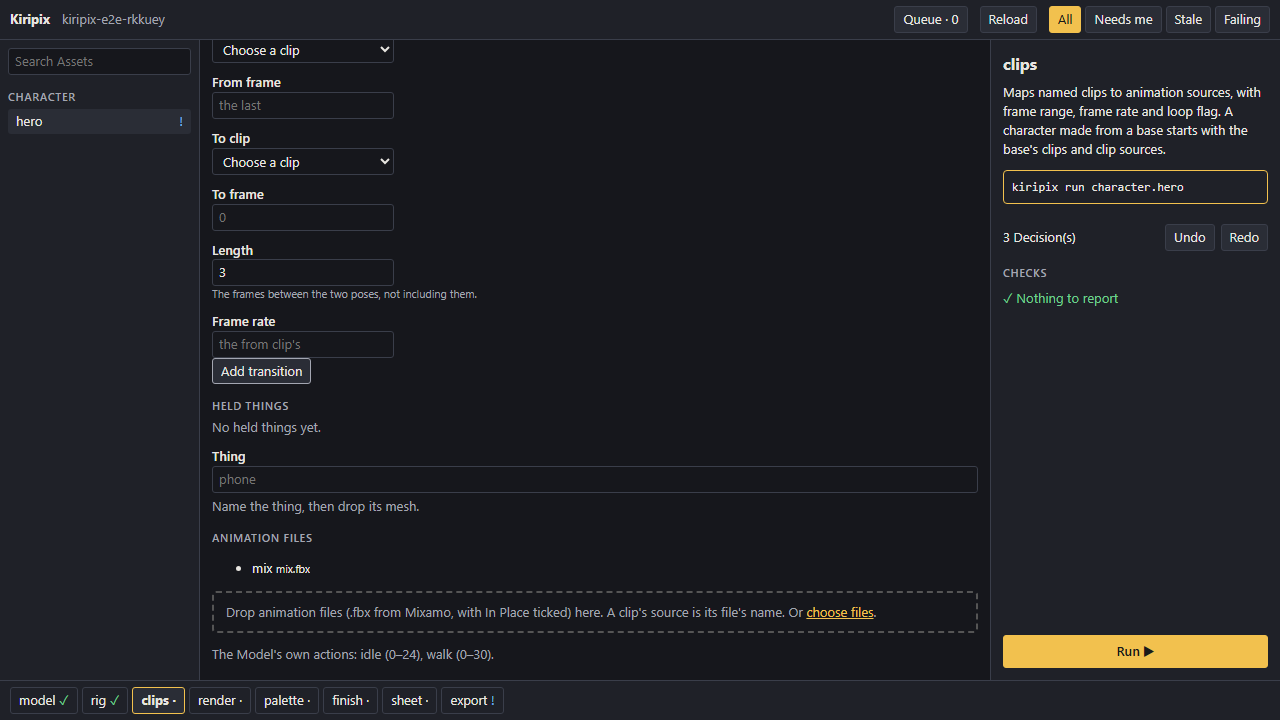 Kiripix kiripix-e2e-rkkuey Queue · 0 Reload All Needs me Stale Failing
Search Assets
CHARACTER
hero !
Choose a clip
From frame
the last
To clip
Choose a clip
To frame
0
Length
3
The frames between the two poses, not including them.
Frame rate
the from clip's
Add transition
HELD THINGS
No held things yet.
Thing
phone
Name the thing, then drop its mesh.
ANIMATION FILES
• mix mix.fbx
Drop animation files (.fbx from Mixamo, with In Place ticked) here. A clip's source is its file's name. Or choose files.
The Model's own actions: idle (0–24), walk (0–30).
clips
Maps named clips to animation sources, with
frame range, frame rate and loop flag. A
character made from a base starts with the
base's clips and clip sources.
kiripix run character.hero
3 Decision(s) Undo Redo
CHECKS
✓ Nothing to report
Run ▶
model ✓ rig ✓ clips · render · palette · finish · sheet · export !